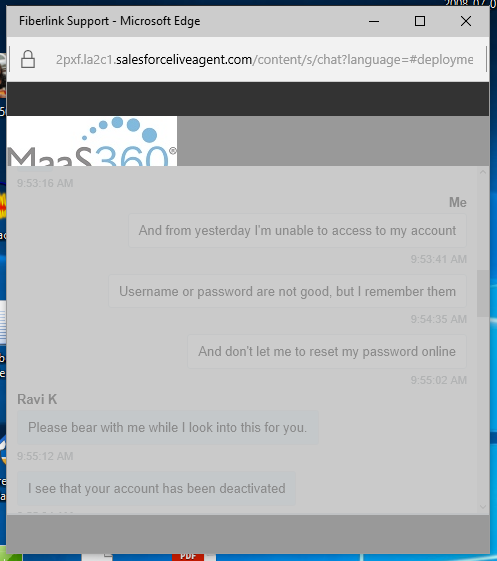 2008-07-0
Fiberlink Support - Microsoft Edge
2pxf.la2c1.salesforceliveagent.com/content/s/chat?language=#deployme
MaaS360®
9:53:16 AM
Me
And from yesterday I'm unable to access to my account
9:53:41 AM
Username or password are not good, but I remember them
9:54:35 AM
And don't let me to reset my password online
9:55:02 AM
Ravi K
Please bear with me while I look into this for you.
9:55:12 AM
I see that your account has been deactivated
PDF